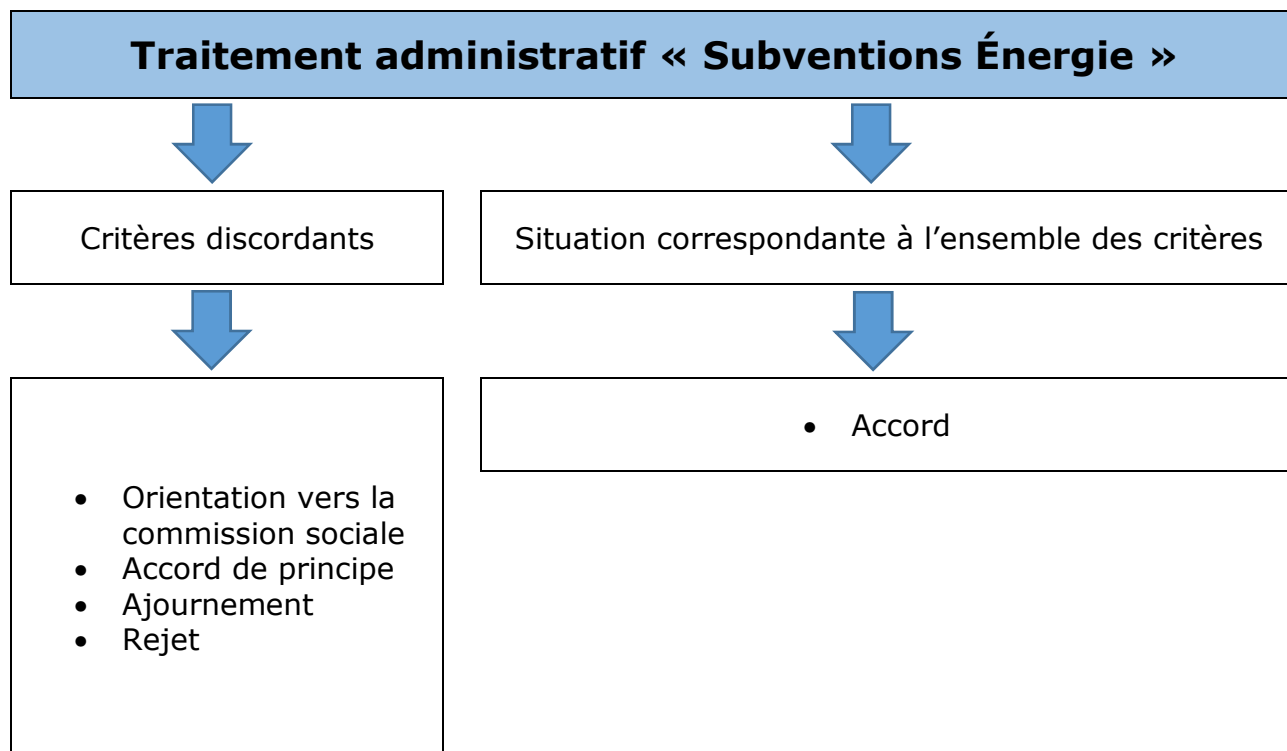 Traitement administratif « Subventions Énergie »
Critères discordants
Situation correspondante à l’ensemble des critères
• Orientation vers la
commission sociale
• Accord de principe
• Ajournement
• Rejet
• Accord